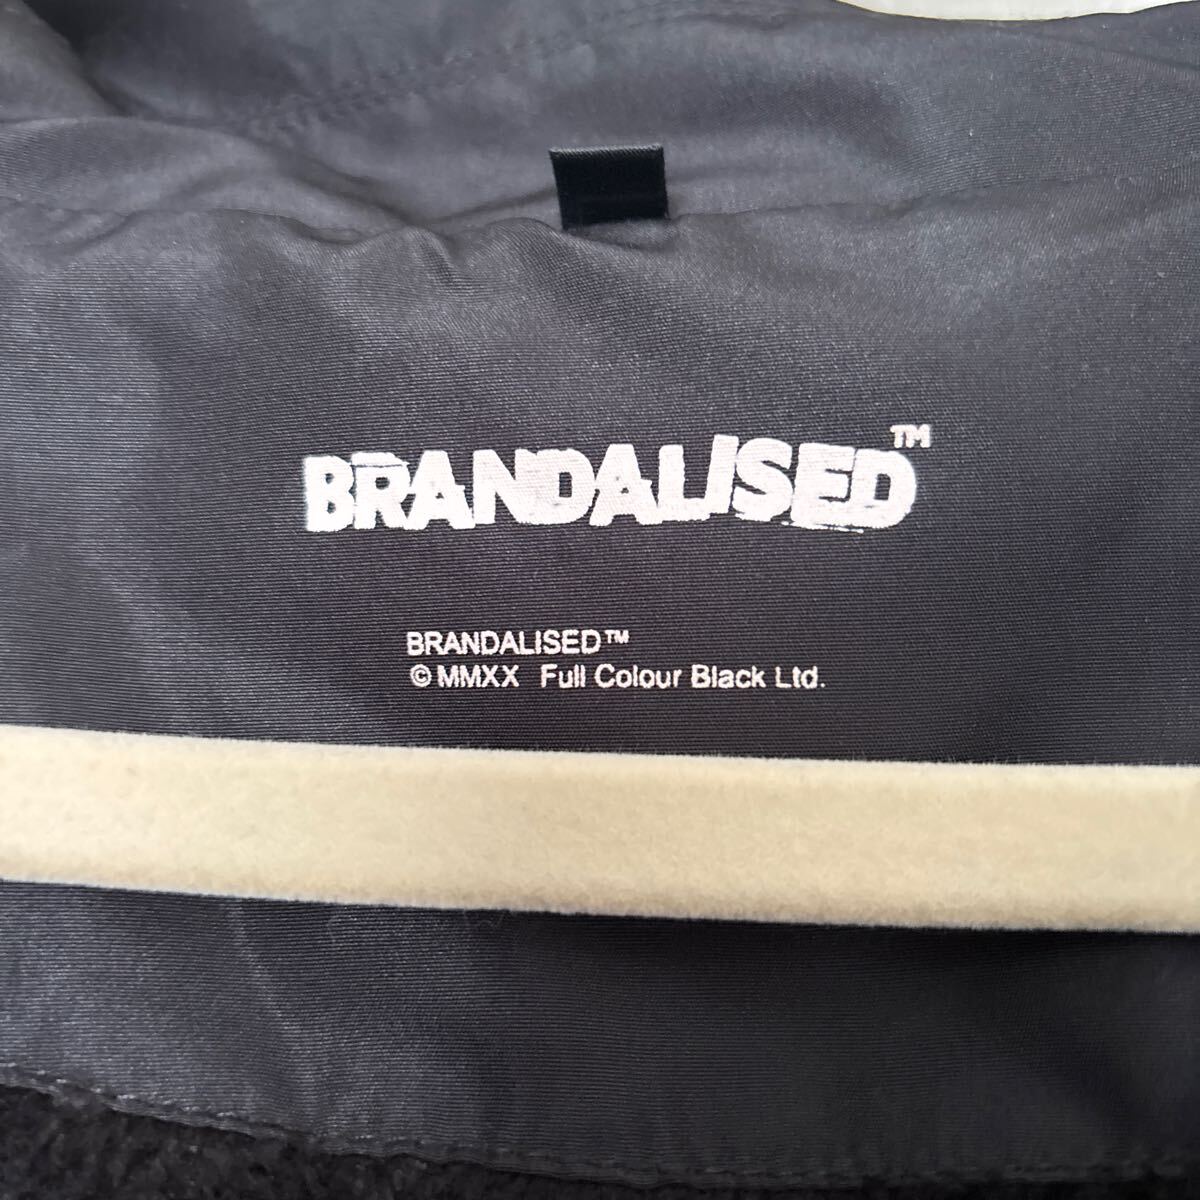 BRANDALISED™
BRANDALISED™
© MMXX Full Colour Black Ltd.